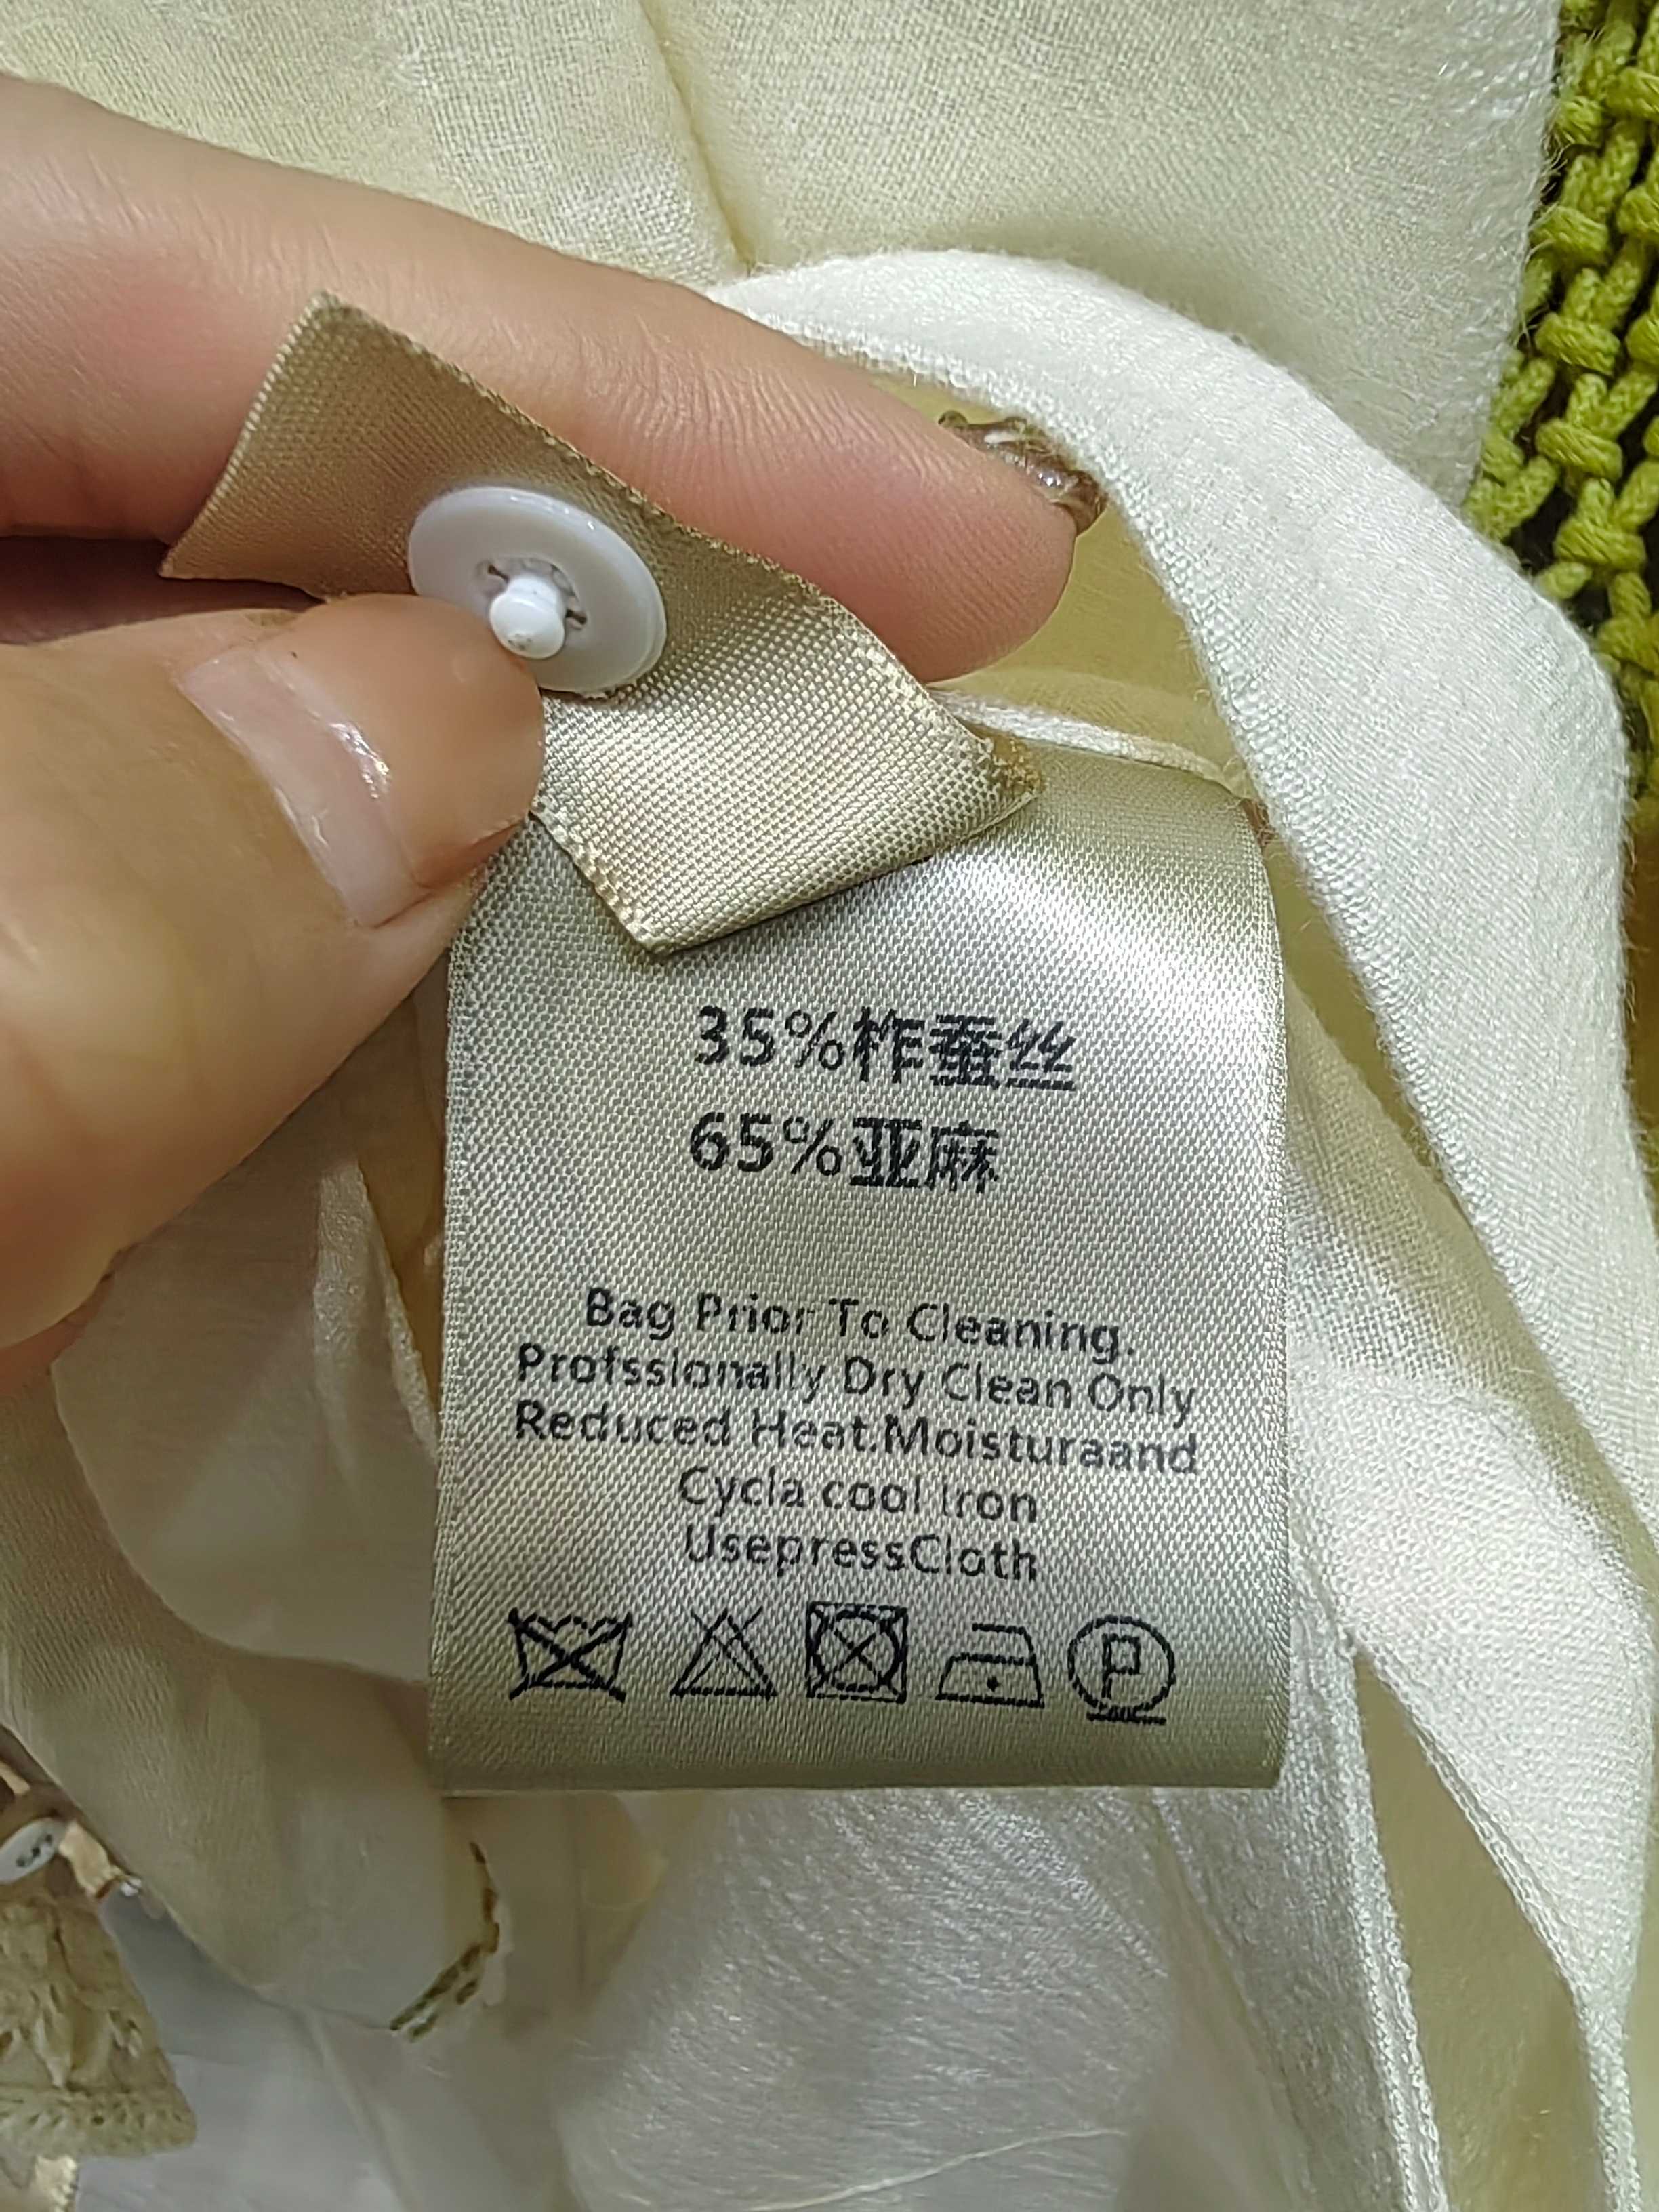 35%柞蚕丝
65%亚麻
Bag Prior To Cleaning.
Profsslonally Dry Clean Only
Reduced Heat.Moisturaand
Cycla cool Iron
UsepressCloth
P